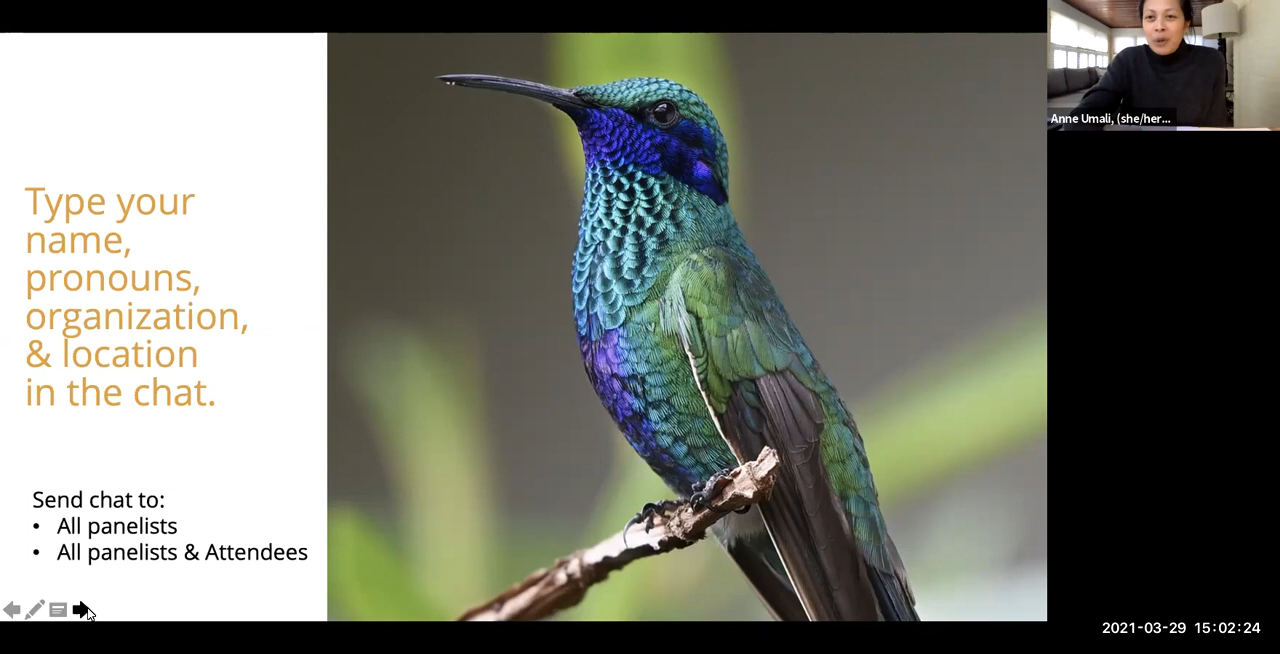 Anne Umali, (she/her...
Type your
name,
pronouns,
organization,
& location
in the chat.
Send chat to:
• All panelists
• All panelists & Attendees
2021-03-29 15:02:24